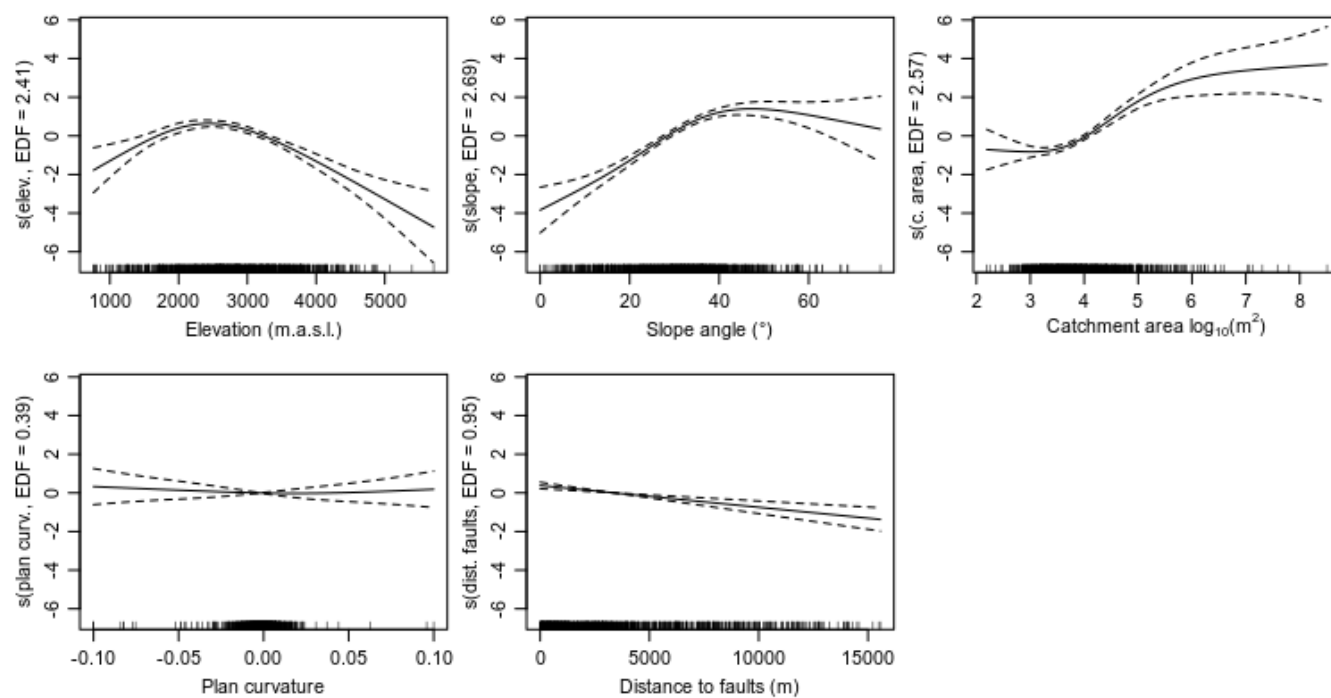 s(elev., EDF = 2.41)
6
4
2
0
-2
-4
-6
1000 2000 3000 4000 5000
Elevation (m.a.s.l.)
s(slope, EDF = 2.69)
6
4
2
0
-2
-4
-6
0 20 40 60
Slope angle (°)
s(c. area, EDF = 2.57)
6
4
2
0
-2
-4
-6
2 3 4 5 6 7 8
Catchment area log₁₀(m²)
s(plan curv., EDF = 0.39)
6
4
2
0
-2
-4
-6
-0.10 -0.05 0.00 0.05 0.10
Plan curvature
s(dist. faults, EDF = 0.95)
6
4
2
0
-2
-4
-6
0 5000 10000 15000
Distance to faults (m)